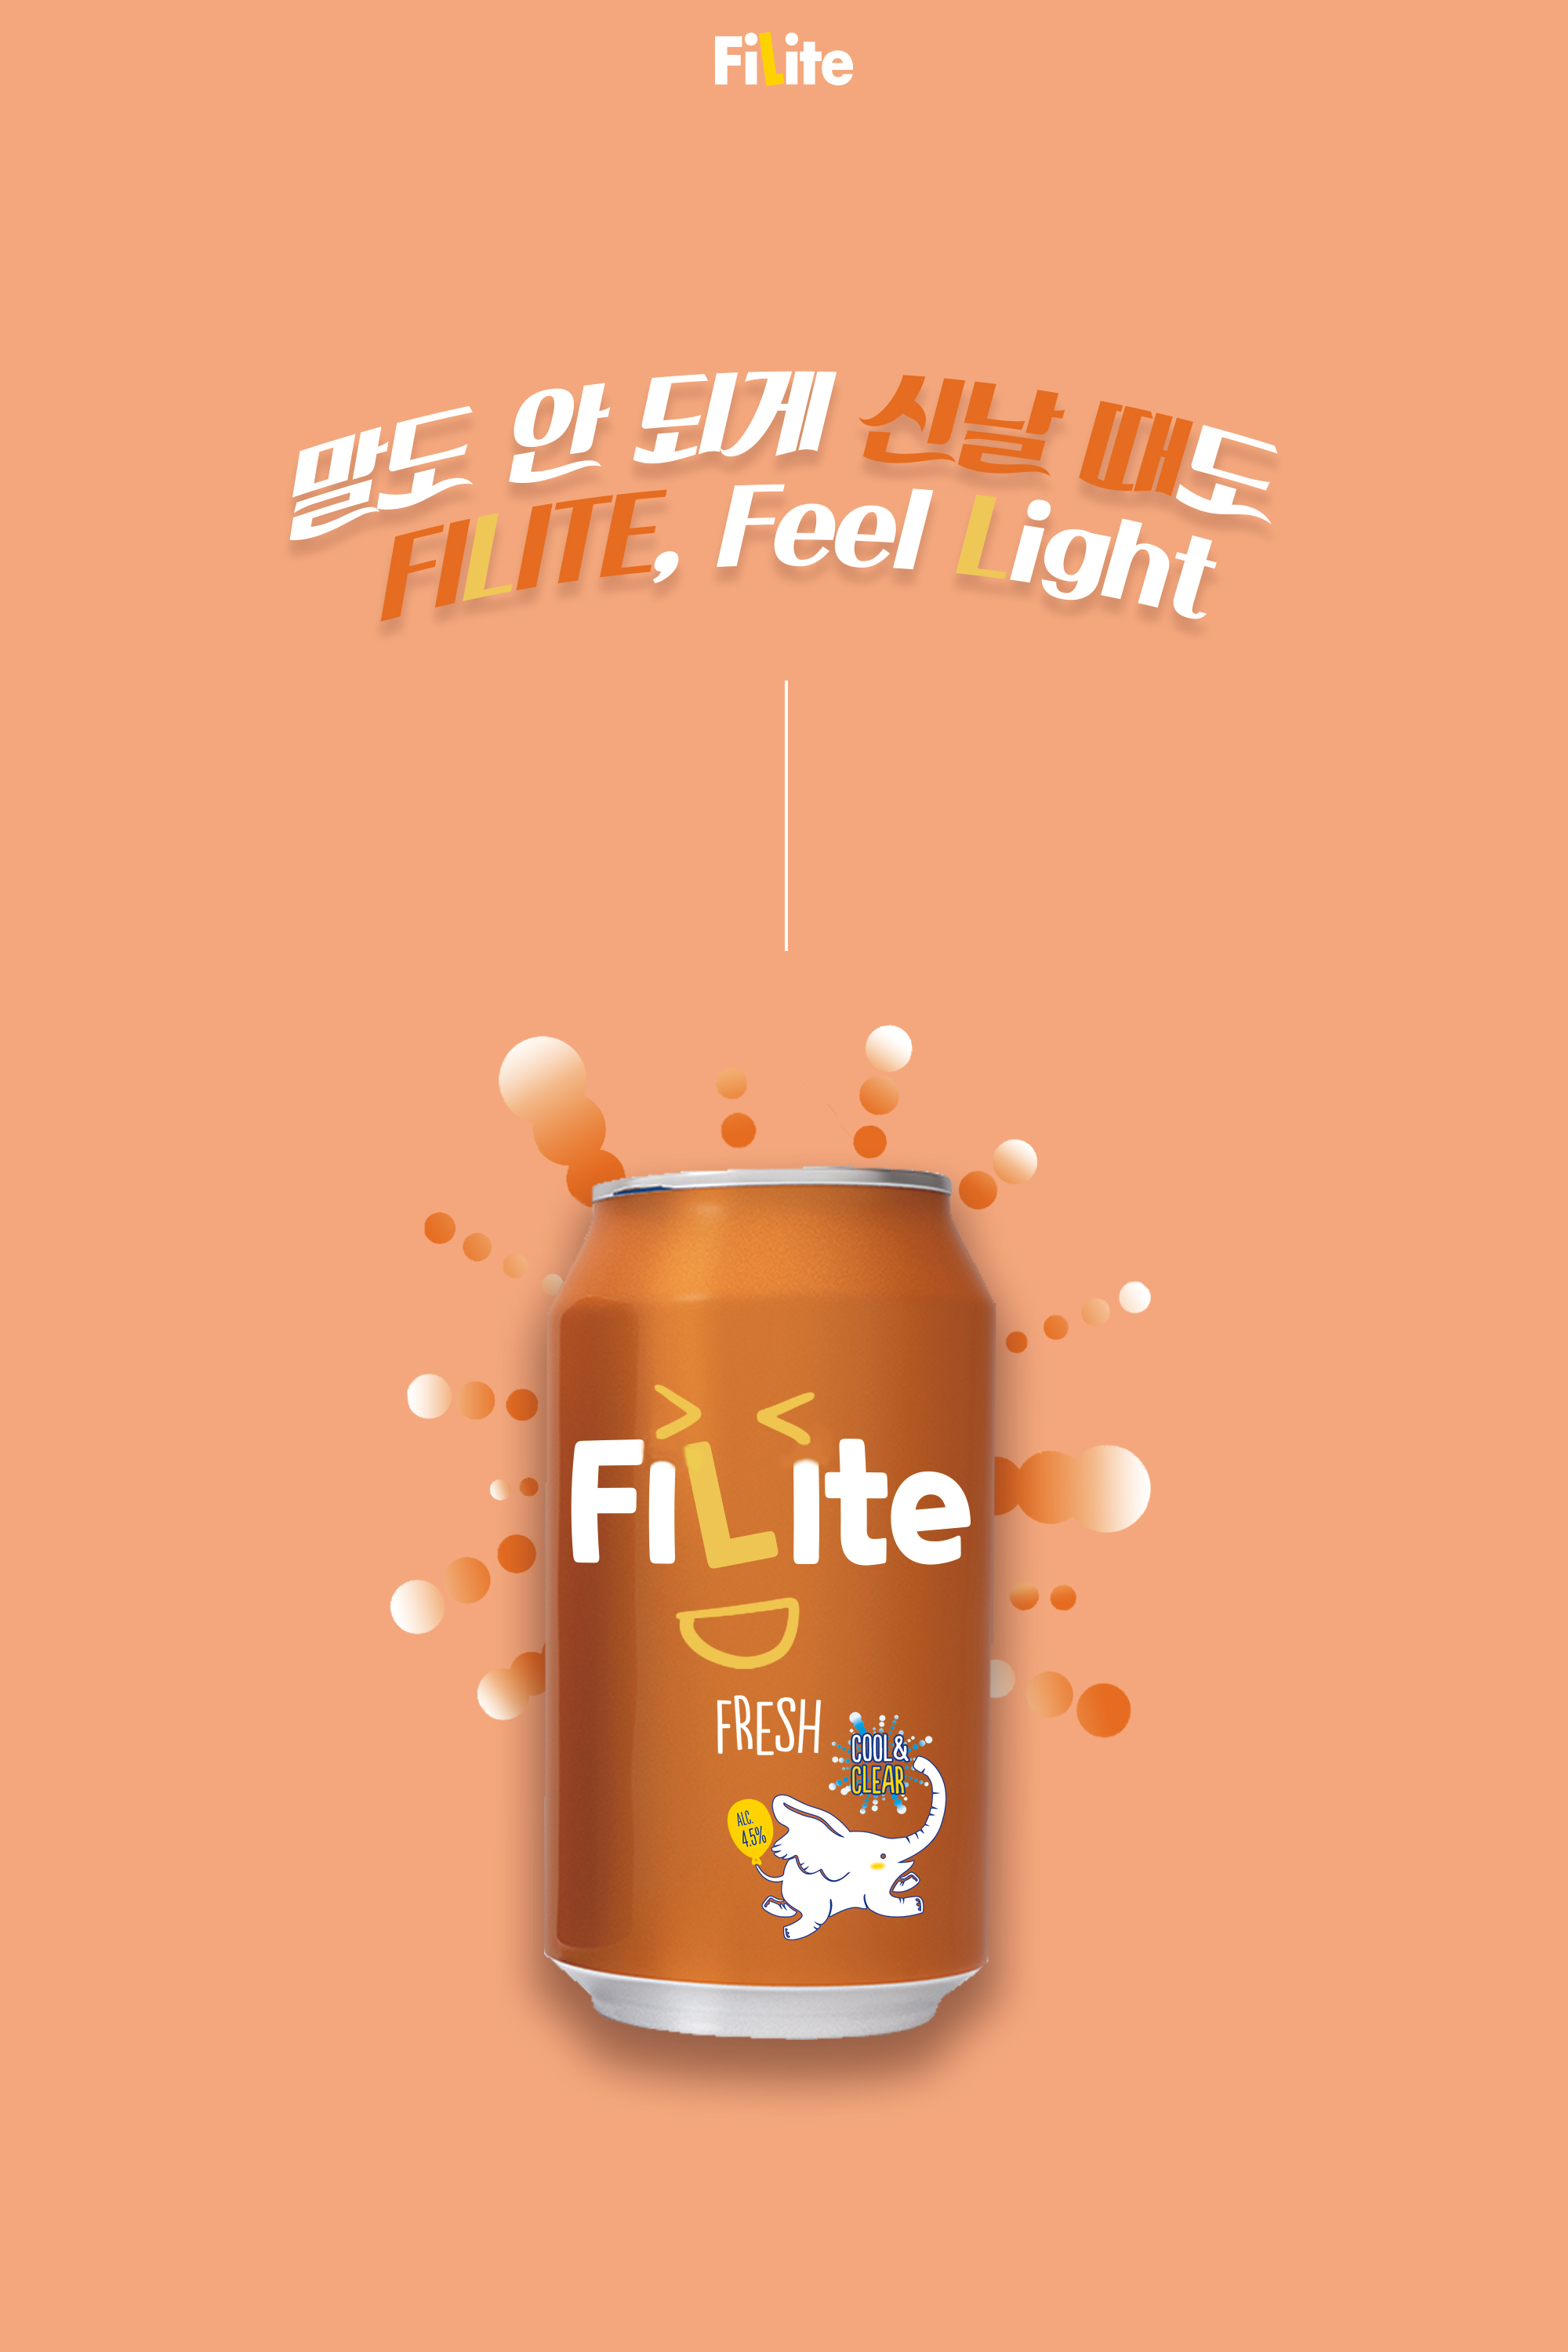 FiLite
말도 안 되게 신날 때도
FILITE, Feel Light
FiLite
FRESH
COOL &
CLEAR
ALC.
4.5%